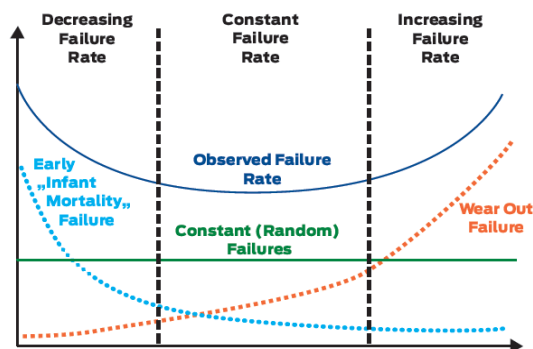 Decreasing
Failure
Rate
Constant
Failure
Rate
Increasing
Failure
Rate
Observed Failure
Rate
Early
„Infant
Mortality„
Failure
Constant (Random)
Failures
Wear Out
Failure